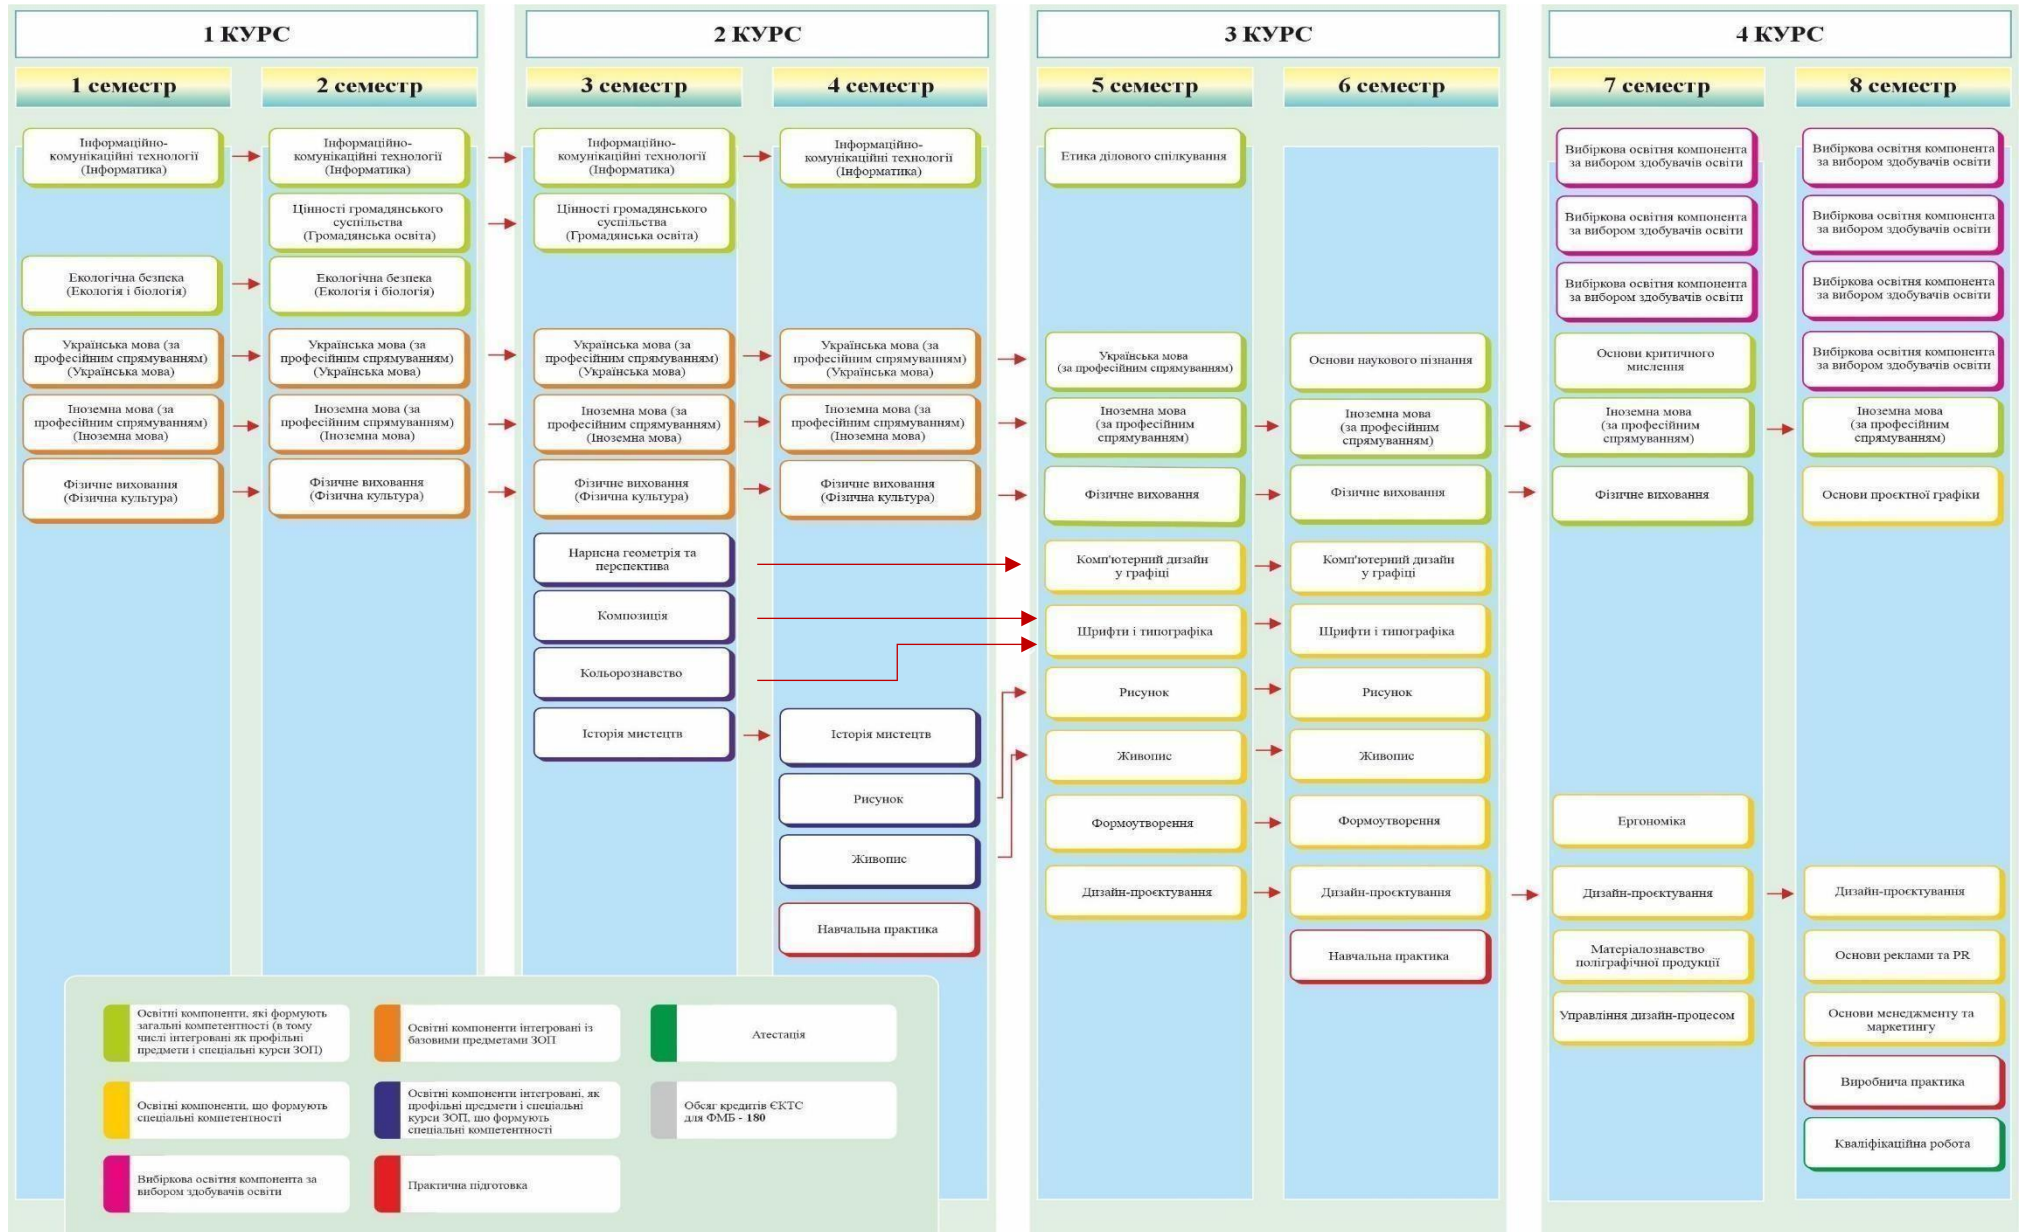 1 КУРС
2 КУРС
3 КУРС
4 КУРС
1 семестр
2 семестр
3 семестр
4 семестр
5 семестр
6 семестр
7 семестр
8 семестр
Інформаційно-
комунікаційні технології
(Інформатика)
Екологічна безпека
(Екологія і біологія)
Українська мова (за
професійним спрямуванням)
(Українська мова)
Іноземна мова (за
професійним спрямуванням)
(Іноземна мова)
Фізичне виховання
(Фізична культура)
Інформаційно-
комунікаційні технології
(Інформатика)
Цінності громадянського
суспільства
(Громадянська освіта)
Екологічна безпека
(Екологія і біологія)
Українська мова (за
професійним спрямуванням)
(Українська мова)
Іноземна мова (за
професійним спрямуванням)
(Іноземна мова)
Фізичне виховання
(Фізична культура)
Інформаційно-
комунікаційні технології
(Інформатика)
Цінності громадянського
суспільства
(Громадянська освіта)
Українська мова (за
професійним спрямуванням)
(Українська мова)
Іноземна мова (за
професійним спрямуванням)
(Іноземна мова)
Фізичне виховання
(Фізична культура)
Нарисна геометрія та
перспектива
Композиція
Кольорознавство
Історія мистецтв
Інформаційно-
комунікаційні технології
(Інформатика)
Українська мова (за
професійним спрямуванням)
(Українська мова)
Іноземна мова (за
професійним спрямуванням)
(Іноземна мова)
Фізичне виховання
(Фізична культура)
Історія мистецтв
Рисунок
Живопис
Навчальна практика
Етика ділового спілкування
Українська мова
(за професійним спрямуванням)
Іноземна мова
(за професійним
спрямуванням)
Фізичне виховання
Комп'ютерний дизайн
у графіці
Шрифти і типографіка
Рисунок
Живопис
Формоутворення
Дизайн-проєктування
Основи наукового пізнання
Іноземна мова
(за професійним
спрямуванням)
Фізичне виховання
Комп'ютерний дизайн
у графіці
Шрифти і типографіка
Рисунок
Живопис
Формоутворення
Дизайн-проєктування
Навчальна практика
Вибіркова освітня компонента
за вибором здобувачів освіти
Вибіркова освітня компонента
за вибором здобувачів освіти
Вибіркова освітня компонента
за вибором здобувачів освіти
Основи критичного
мислення
Іноземна мова
(за професійним
спрямуванням)
Фізичне виховання
Ергономіка
Дизайн-проєктування
Матеріалознавство
поліграфічної продукції
Управління дизайн-процесом
Вибіркова освітня компонента
за вибором здобувачів освіти
Вибіркова освітня компонента
за вибором здобувачів освіти
Вибіркова освітня компонента
за вибором здобувачів освіти
Вибіркова освітня компонента
за вибором здобувачів освіти
Іноземна мова
(за професійним
спрямуванням)
Основи проєктної графіки
Дизайн-проєктування
Основи реклами та PR
Основи менеджменту та
маркетингу
Виробнича практика
Кваліфікаційна робота
Освітні компоненти, які формують
загальні компетентності (в тому
числі інтегровані як профільні
предмети і спеціальні курси ЗОП)
Освітні компоненти, що формують
спеціальні компетентності
Вибіркова освітня компонента за
вибором здобувачів освіти
Освітні компоненти інтегровані із
базовими предметами ЗОП
Освітні компоненти інтегровані, як
профільні предмети і спеціальні
курси ЗОП, що формують
спеціальні компетентності
Практична підготовка
Атестація
Обсяг кредитів ЄКТС
для ФМБ - 180